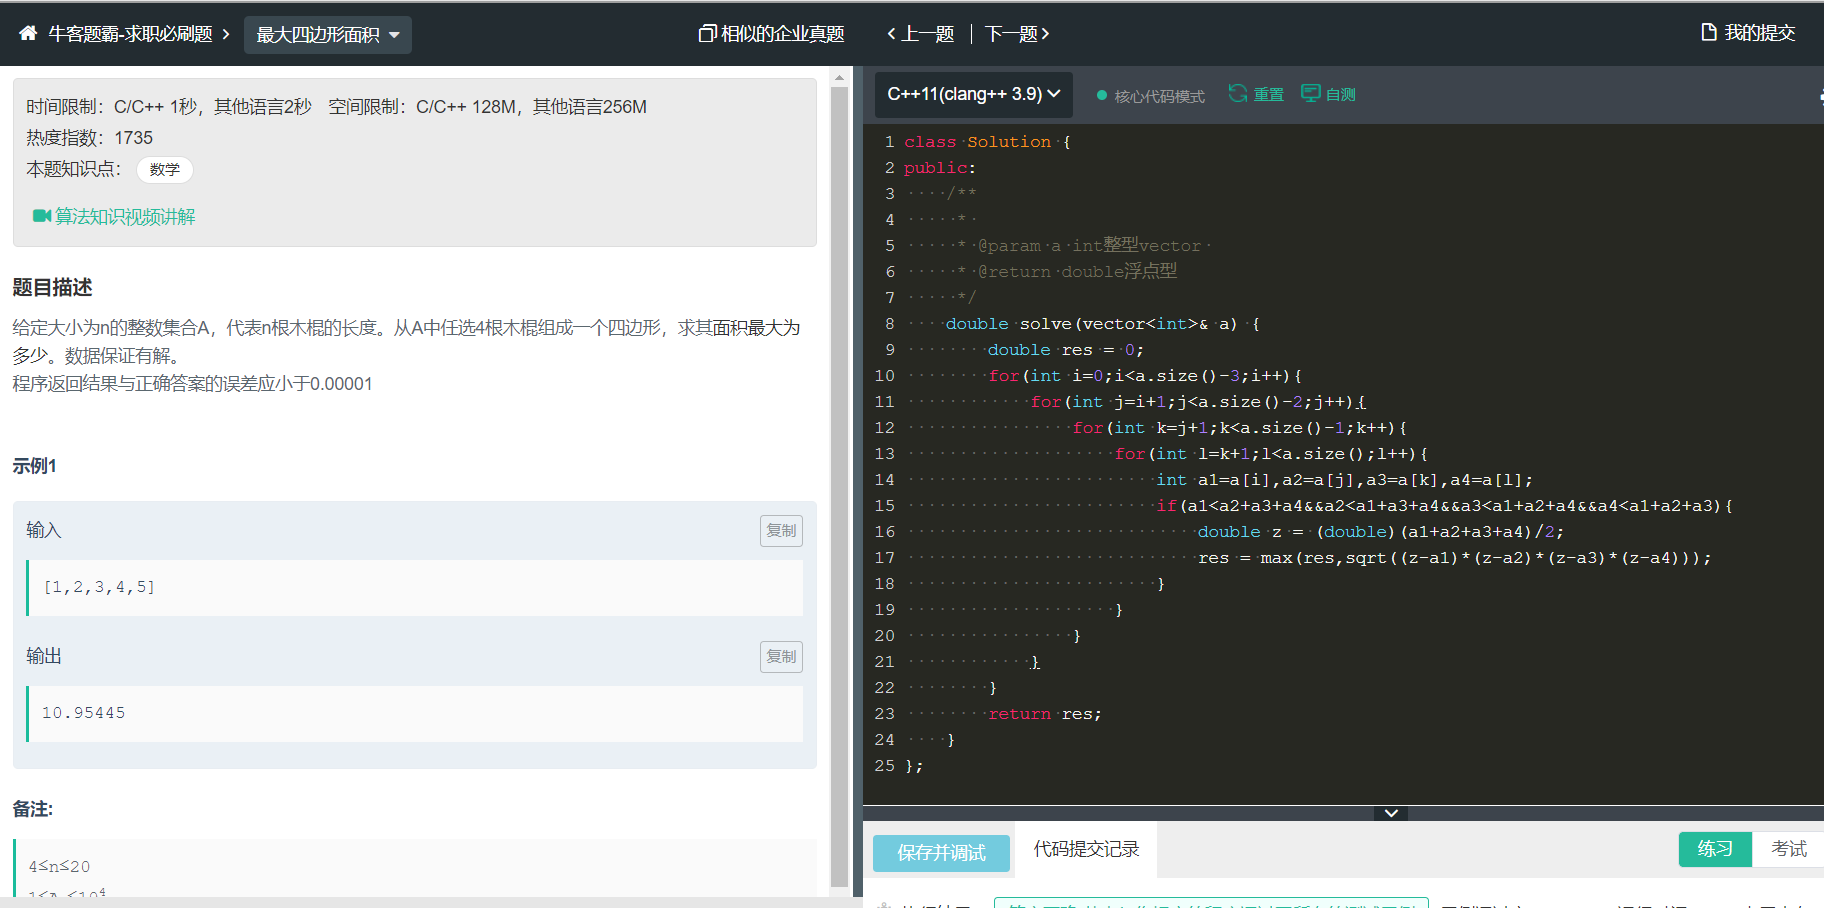 牛客题霸-求职必刷题 > 最大四边形面积
相似的企业真题
上一题 | 下一题
我的提交
时间限制：C/C++ 1秒，其他语言2秒 空间限制：C/C++ 128M，其他语言256M
热度指数：1735
本题知识点： 数学
算法知识视频讲解
题目描述
给定大小为n的整数集合A，代表n根木棍的长度。从A中任选4根木棍组成一个四边形，求其面积最大为
多少。数据保证有解。
程序返回结果与正确答案的误差应小于0.00001
示例1
输入
复制
[1,2,3,4,5]
输出
复制
10.95445
备注:
4≤n≤20
C++11(clang++ 3.9)
核心代码模式
重置
自测
1 class Solution {
2 public:
3     /**
4      *
5      * @param a int整型vector
6      * @return double浮点型
7      */
8     double solve(vector<int>& a) {
9         double res = 0;
10         for(int i=0;i<a.size()-3;i++){
11             for(int j=i+1;j<a.size()-2;j++){
12                 for(int k=j+1;k<a.size()-1;k++){
13                     for(int l=k+1;l<a.size();l++){
14                         int a1=a[i],a2=a[j],a3=a[k],a4=a[l];
15                         if(a1<a2+a3+a4&&a2<a1+a3+a4&&a3<a1+a2+a4&&a4<a1+a2+a3){
16                             double z = (double)(a1+a2+a3+a4)/2;
17                             res = max(res,sqrt((z-a1)*(z-a2)*(z-a3)*(z-a4)));
18                         }
19                     }
20                 }
21             }
22         }
23         return res;
24     }
25 };
保存并调试
代码提交记录
练习
考试